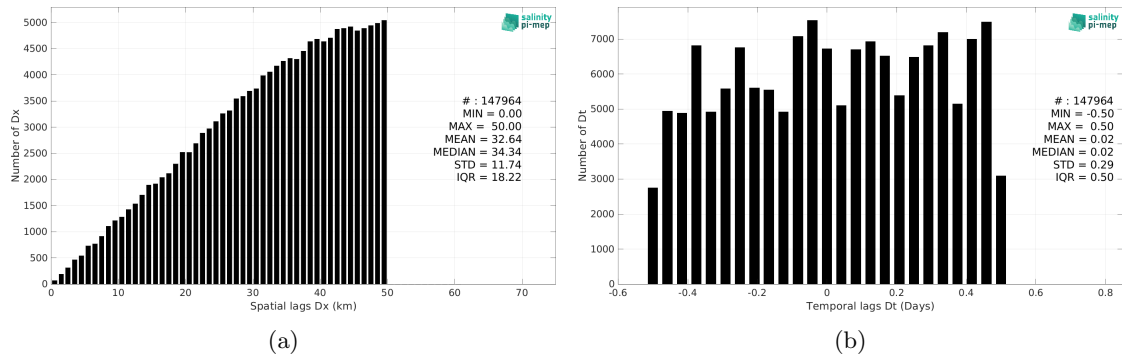 salinity
pi-mep
5000
4500
4000
3500
3000
2500
2000
1500
1000
500
0
Number of Dx
# : 147964
MIN = 0.00
MAX = 50.00
MEAN = 32.64
MEDIAN = 34.34
STD = 11.74
IQR = 18.22
0 10 20 30 40 50 60 70
Spatial lags Dx (km)
(a)
salinity
pi-mep
7000
6000
5000
4000
3000
2000
1000
0
Number of Dt
# : 147964
MIN = -0.50
MAX = 0.50
MEAN = 0.02
MEDIAN = 0.02
STD = 0.29
IQR = 0.50
-0.6 -0.4 -0.2 0 0.2 0.4 0.6 0.8
Temporal lags Dt (Days)
(b)